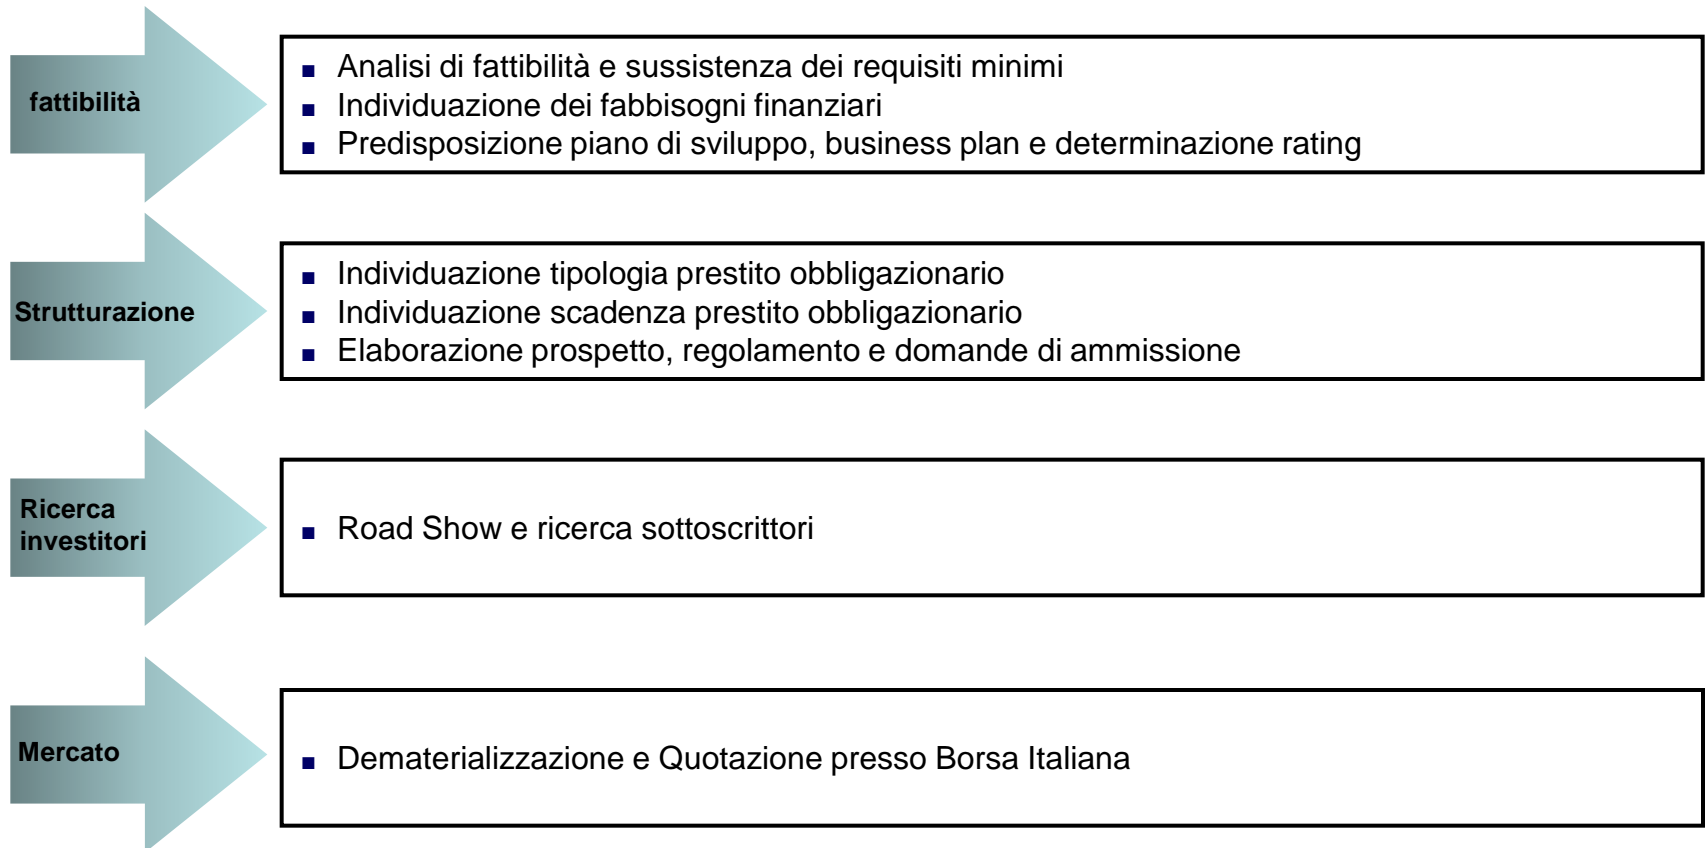 fattibilità
■ Analisi di fattibilità e sussistenza dei requisiti minimi
■ Individuazione dei fabbisogni finanziari
■ Predisposizione piano di sviluppo, business plan e determinazione rating
Strutturazione
■ Individuazione tipologia prestito obbligazionario
■ Individuazione scadenza prestito obbligazionario
■ Elaborazione prospetto, regolamento e domande di ammissione
Ricerca
investitori
■ Road Show e ricerca sottoscrittori
Mercato
■ Dematerializzazione e Quotazione presso Borsa Italiana